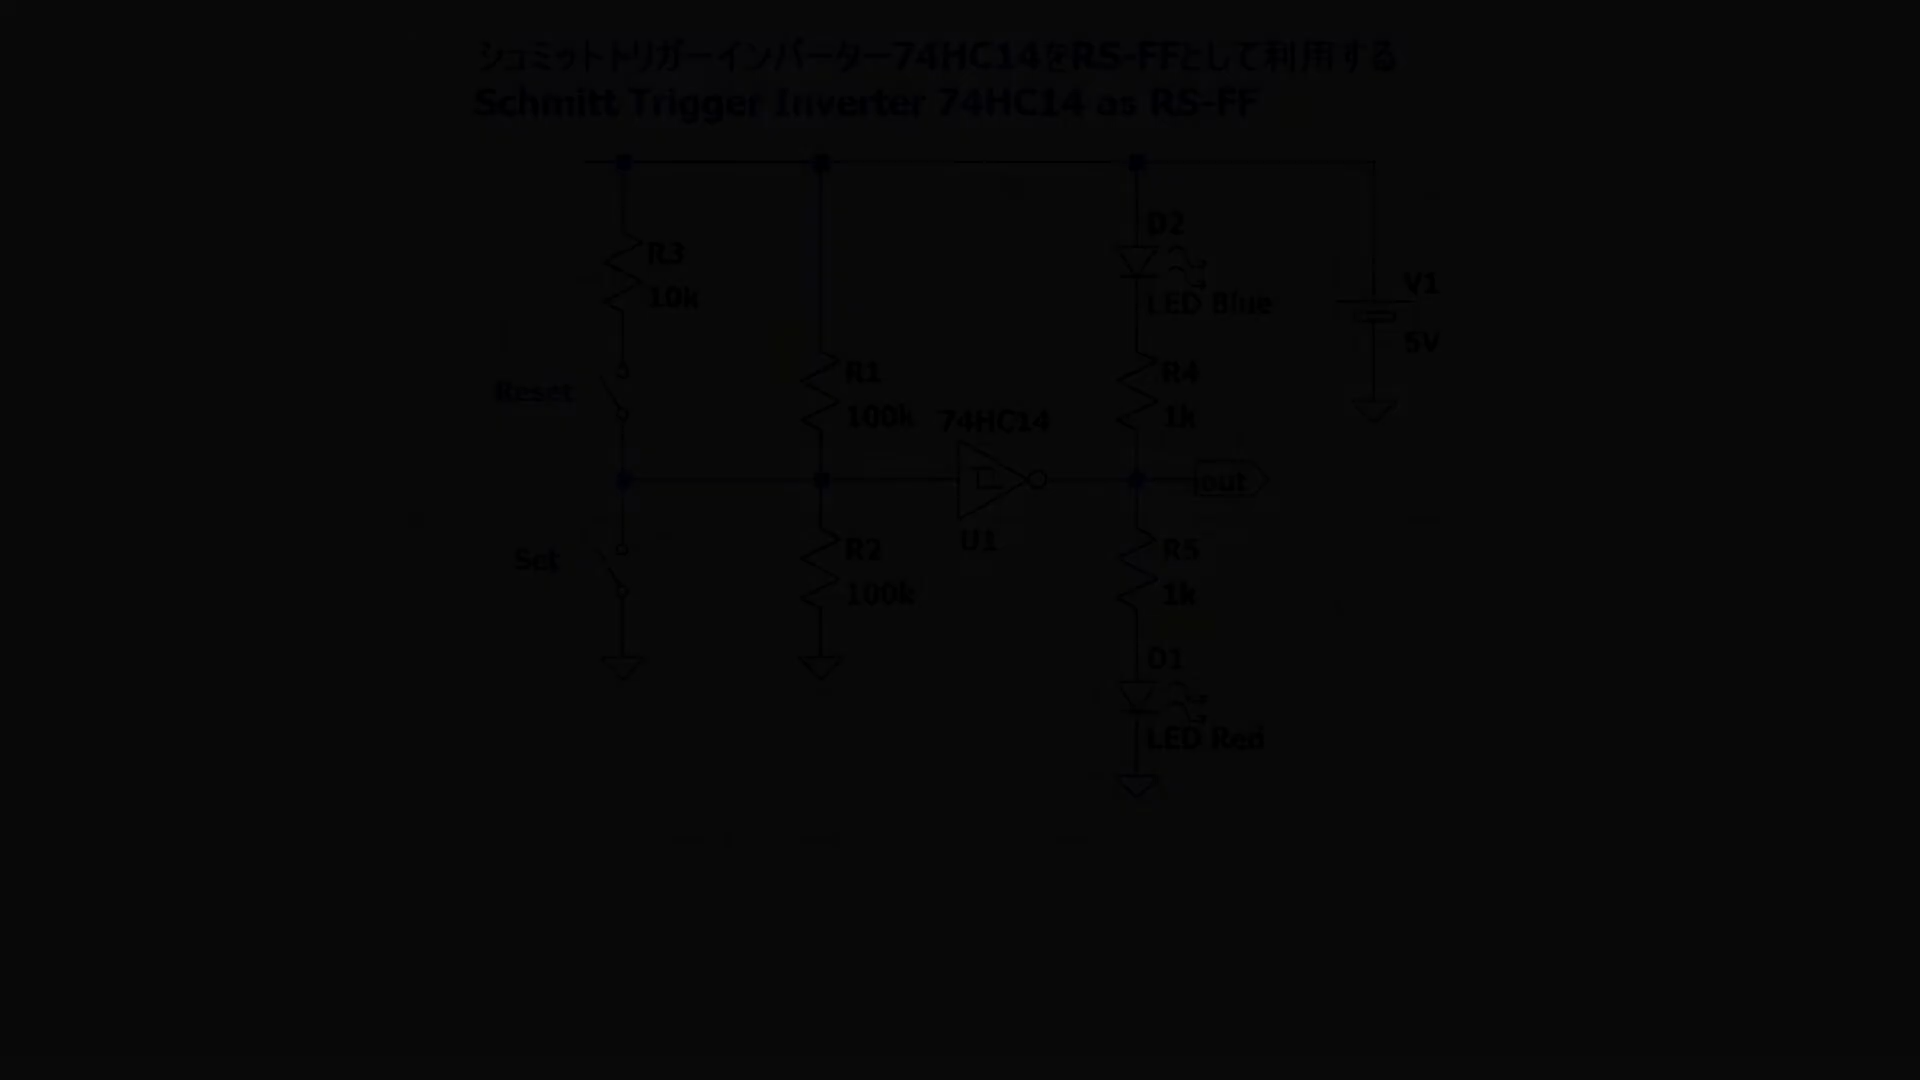 シュミットトリガーインバーター74HC14をRS-FFとして利用する
Schmitt Trigger Inverter 74HC14 as RS-FF
D2
R3
10k
LED Blue
V1
5V
Reset
R1
100k
R4
1k
74HC14
out
U1
Set
R2
100k
R5
1k
D1
LED Red